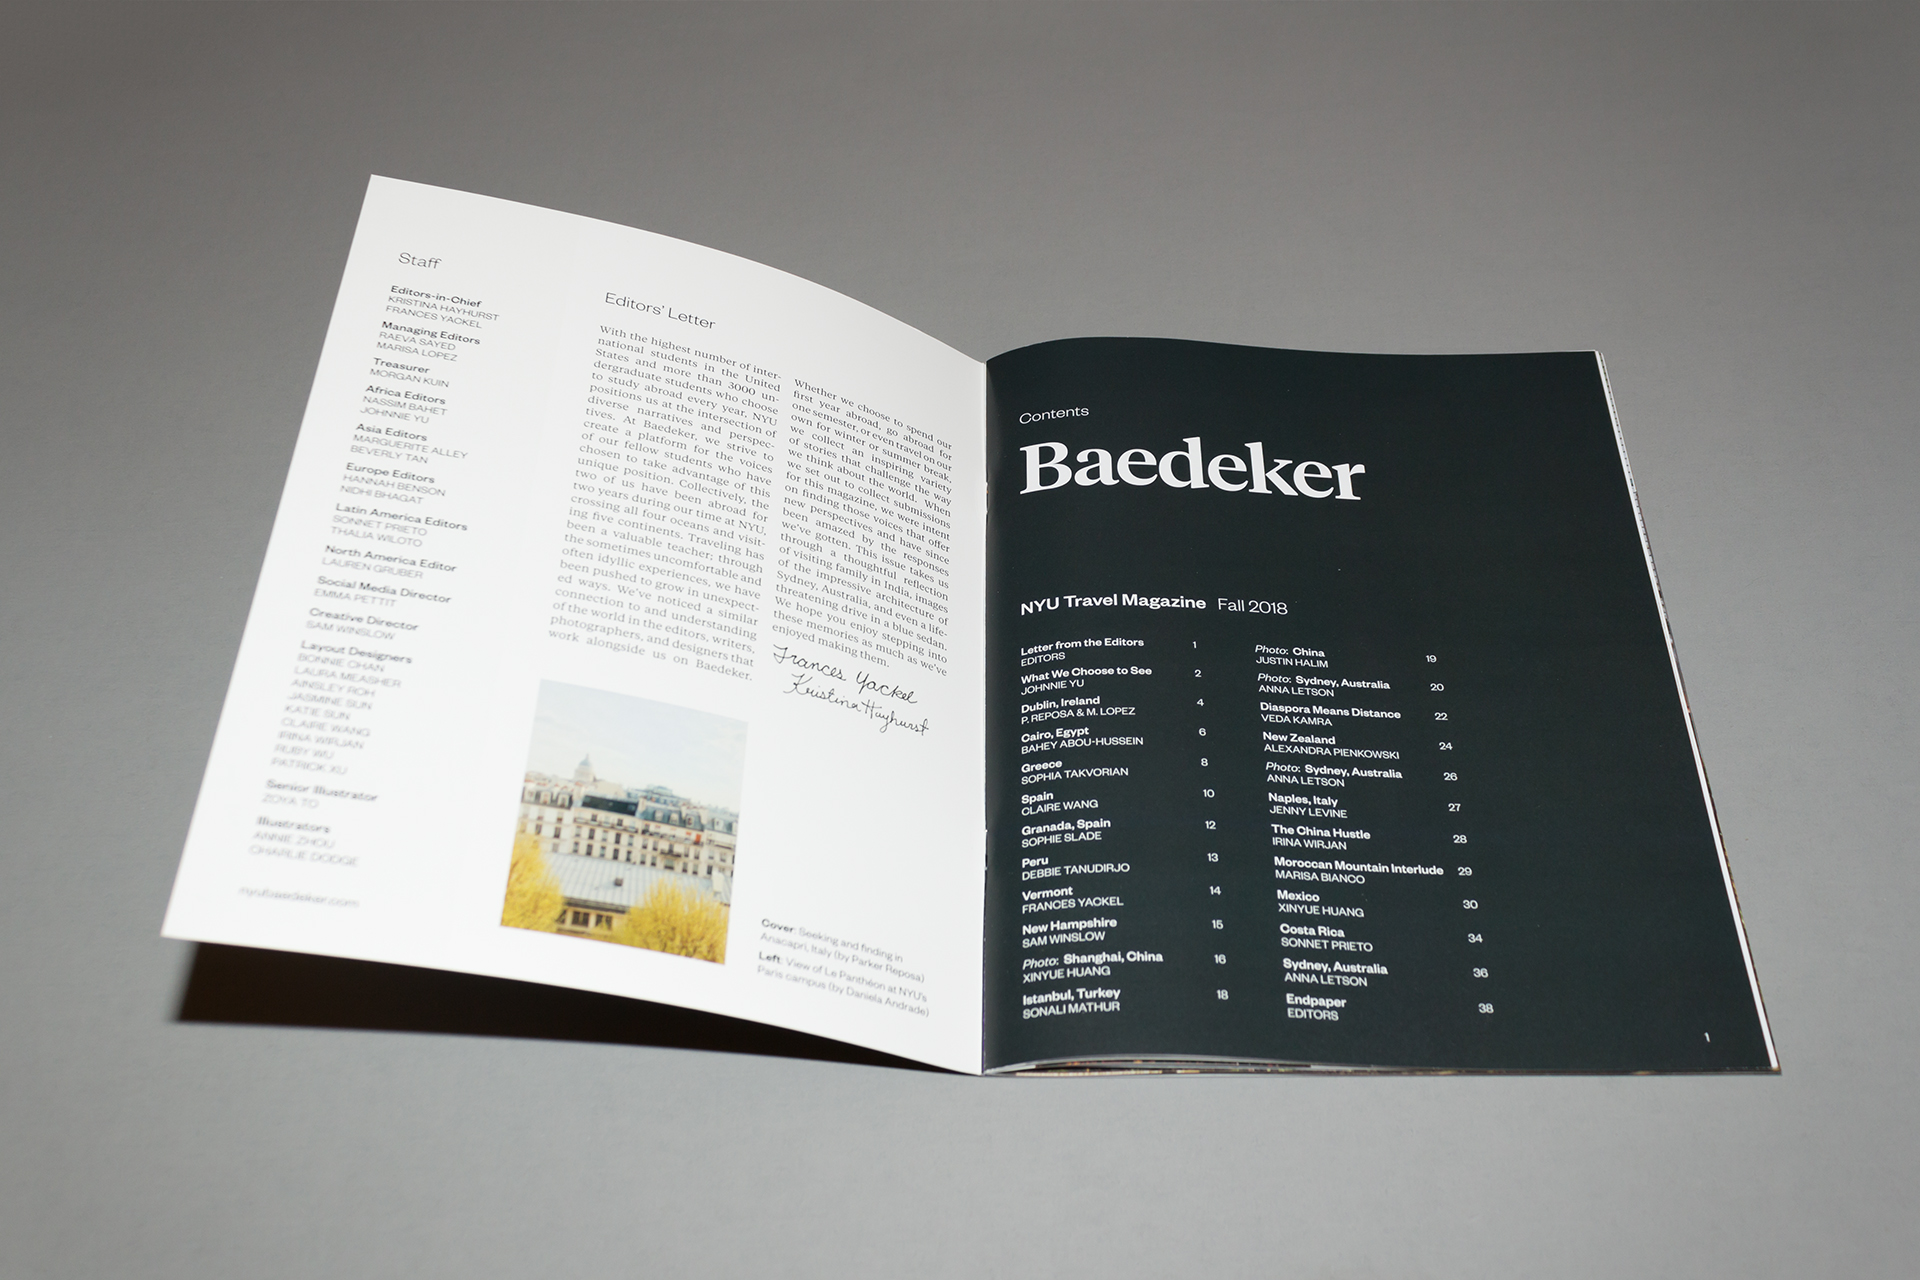 Staff
Editors-in-Chief
KRISTINA HAYHURST
FRANCES YACKEL
Managing Editors
RAEVA SAYED
MARISA LOPEZ
Treasurer
MORGAN KUIN
Africa Editors
NASSIM BAHET
JOHNNIE YU
Asia Editors
MARGUERITE ALLEY
BEVERLY TAN
Europe Editors
HANNAH BENSON
NIDHI BHAGAT
Latin America Editors
SONNET PRIETO
THALIA WILOTO
North America Editor
LAUREN GRUBER
Social Media Director
EMMA PETTIT
Creative Director
SAM WINSLOW
Layout Designers
BONNIE CHAN
LAURA MEASHER
AINSLEY ROH
JASMINE SUN
KATIE SUN
CLAIRE WANG
IRINA WIRJAN
RUBY WU
PATRICK XU
Senior Illustrator
ZOYA TO
Illustrators
ANNIE ZHOU
CHARLIE DODGE
nyubaedeker.com
Editors' Letter
With the highest number of inter-
national students in the United
States and more than 3000 un-
dergraduate students who choose
to study abroad every year, NYU
positions us at the intersection of
diverse narratives and perspec-
tives. At Baedeker, we strive to
create a platform for the voices
of our fellow students who have
chosen to take advantage of this
unique position. Collectively, the
two of us have been abroad for
two years during our time at NYU,
crossing all four oceans and visit-
ing five continents. Traveling has
been a valuable teacher; through
the sometimes uncomfortable and
often idyllic experiences, we have
been pushed to grow in unexpect-
ed ways. We've noticed a similar
connection to and understanding
of the world in the editors, writers,
photographers, and designers that
work alongside us on Baedeker.
Whether we choose to spend our
first year abroad, go abroad for
one semester, or even travel on our
own for winter or summer break,
we collect an inspiring variety
of stories that challenge the way
we think about the world. When
we set out to collect submissions
for this magazine, we were intent
on finding those voices that offer
new perspectives and have since
been amazed by the responses
we've gotten. This issue takes us
through a thoughtful reflection
of visiting family in India, images
of the impressive architecture of
Sydney, Australia, and even a life-
threatening drive in a blue sedan.
We hope you enjoy stepping into
these memories as much as we've
enjoyed making them.
Frances Yackel
Kristina Hayhurst
Cover: Seeking and finding in
Anacapri, Italy (by Parker Reposa)
Left: View of Le Panthéon at NYU's
Paris campus (by Daniela Andrade)
Contents
Baedeker
NYU Travel Magazine Fall 2018
Letter from the Editors 1
EDITORS
What We Choose to See 2
JOHNNIE YU
Dublin, Ireland 4
P. REPOSA & M. LOPEZ
Cairo, Egypt 6
BAHEY ABOU-HUSSEIN
Greece 8
SOPHIA TAKVORIAN
Spain 10
CLAIRE WANG
Granada, Spain 12
SOPHIE SLADE
Peru 13
DEBBIE TANUDIRJO
Vermont 14
FRANCES YACKEL
New Hampshire 15
SAM WINSLOW
Photo: Shanghai, China 16
XINYUE HUANG
Istanbul, Turkey 18
SONALI MATHUR
Photo: China 19
JUSTIN HALIM
Photo: Sydney, Australia 20
ANNA LETSON
Diaspora Means Distance 22
VEDA KAMRA
New Zealand 24
ALEXANDRA PIENKOWSKI
Photo: Sydney, Australia 26
ANNA LETSON
Naples, Italy 27
JENNY LEVINE
The China Hustle 28
IRINA WIRJAN
Moroccan Mountain Interlude 29
MARISA BIANCO
Mexico 30
XINYUE HUANG
Costa Rica 34
SONNET PRIETO
Sydney, Australia 36
ANNA LETSON
Endpaper 38
EDITORS
1